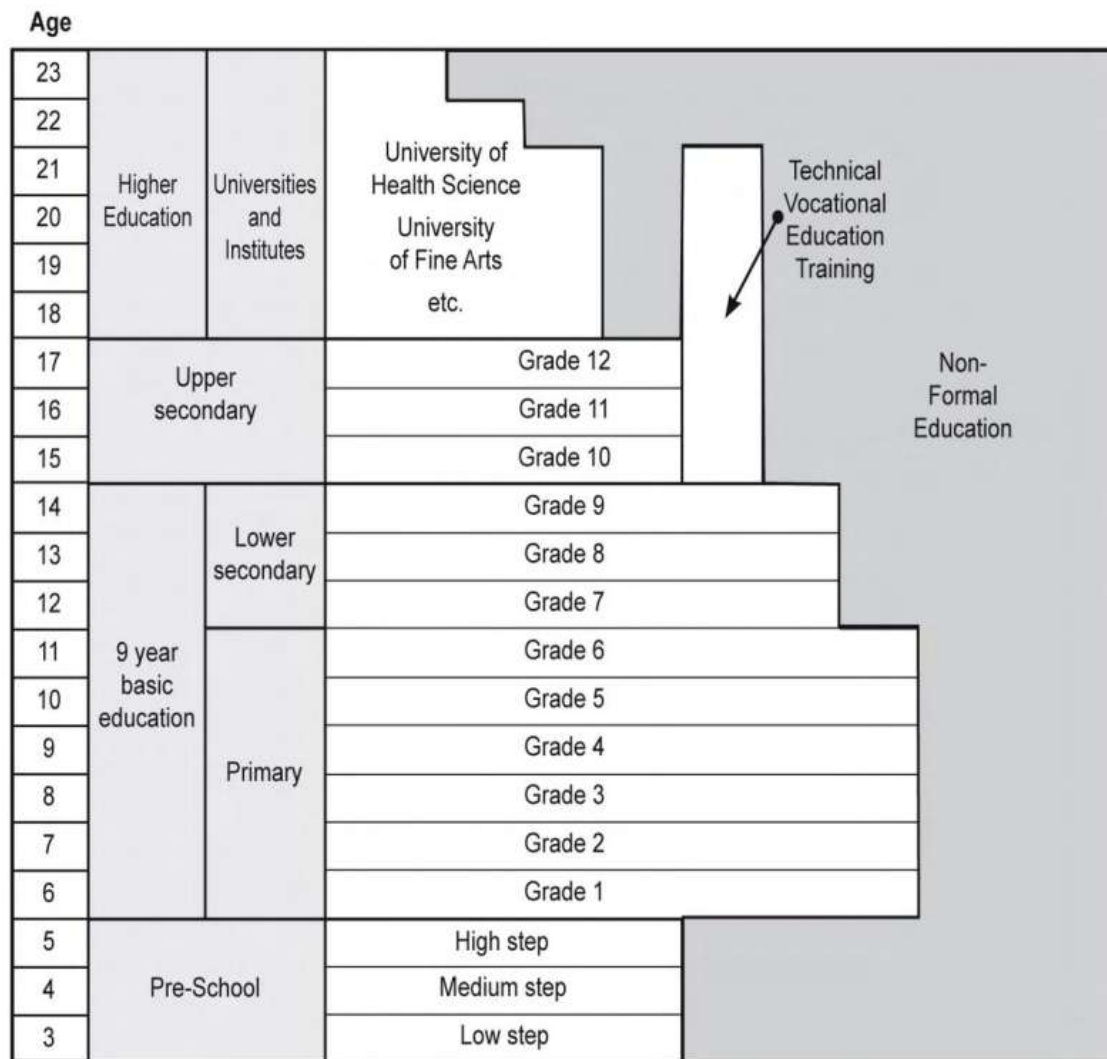 Age
23
22
21
20
19
18
17
16
15
14
13
12
11
10
9
8
7
6
5
4
3
Higher
Education
Universities
and
Institutes
University of
Health Science
University
of Fine Arts
etc.
Technical
Vocational
Education
Training
Non-
Formal
Education
Upper
secondary
Grade 12
Grade 11
Grade 10
9 year
basic
education
Lower
secondary
Grade 9
Grade 8
Grade 7
Primary
Grade 6
Grade 5
Grade 4
Grade 3
Grade 2
Grade 1
Pre-School
High step
Medium step
Low step